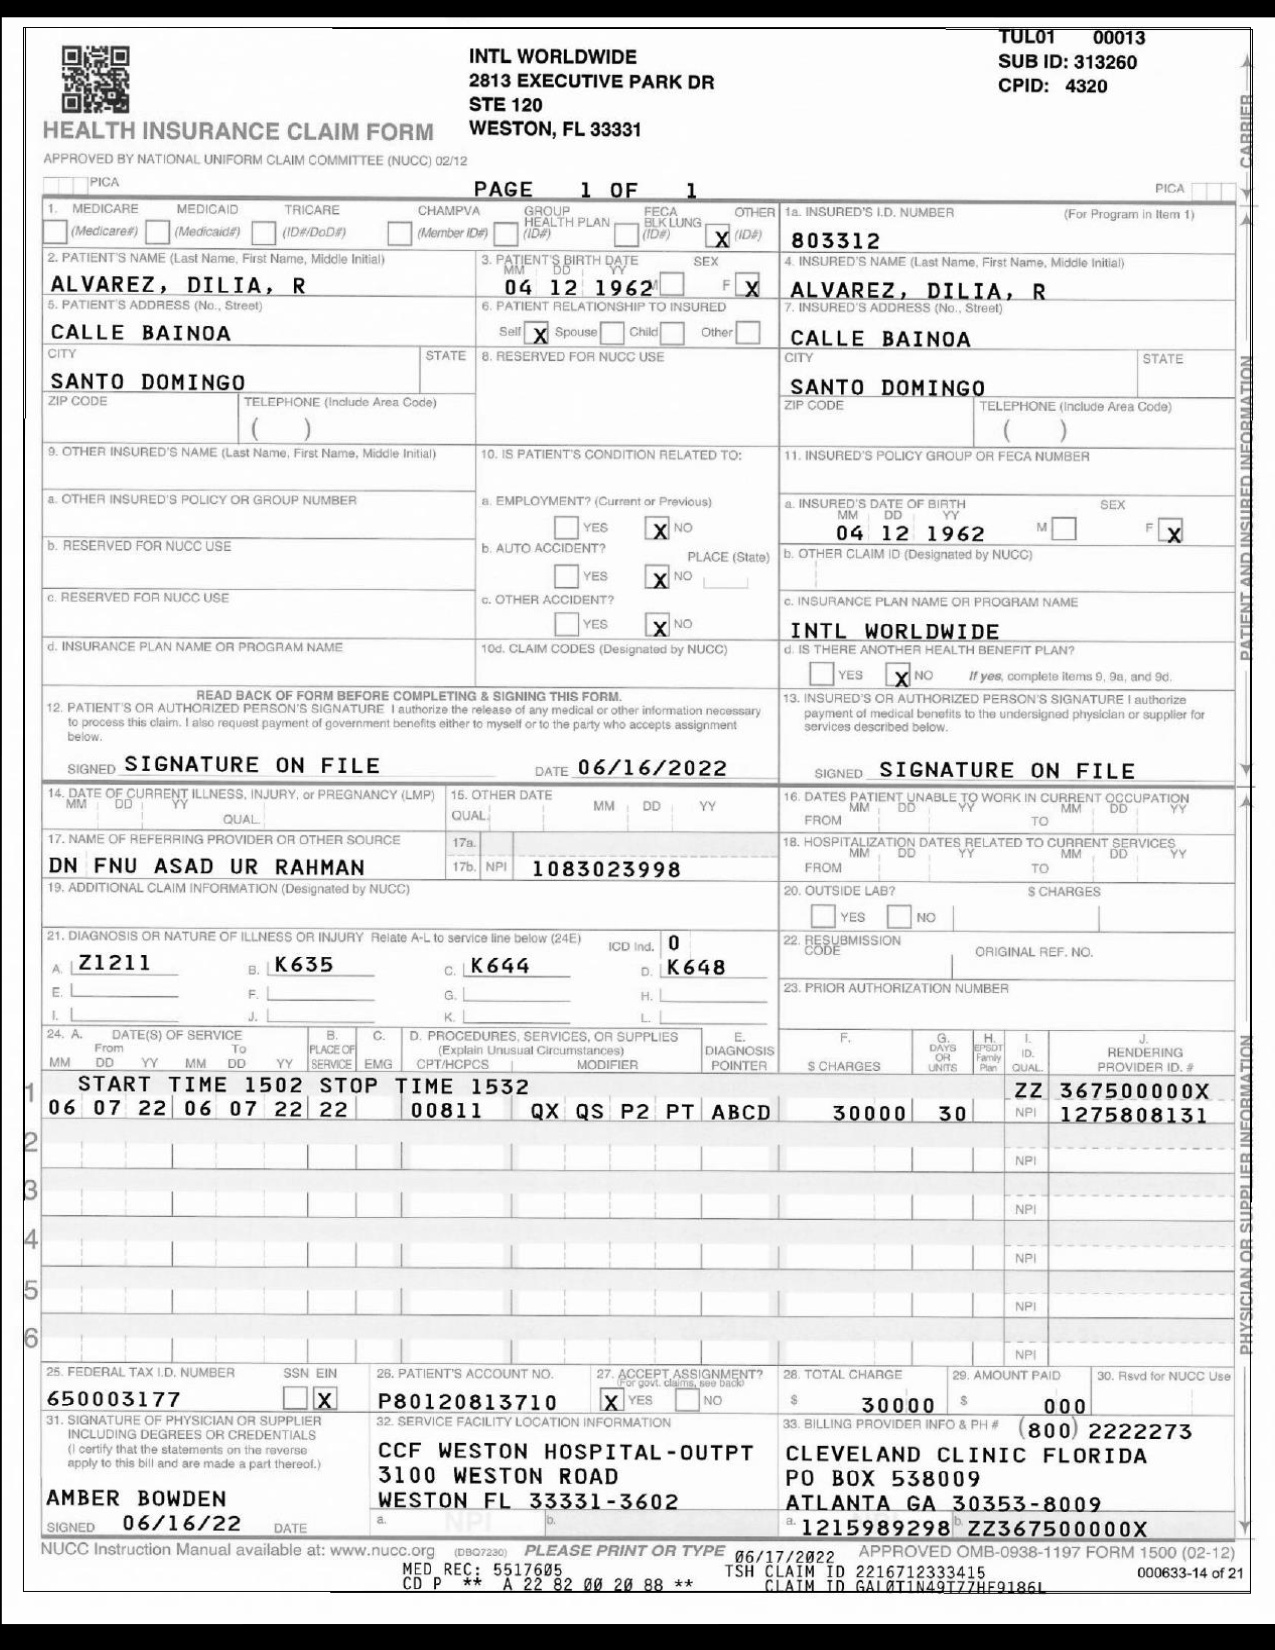 TUL01 00013
INTL WORLDWIDE
2813 EXECUTIVE PARK DR
STE 120
WESTON, FL 33331
SUB ID: 313260
CPID: 4320
HEALTH INSURANCE CLAIM FORM
APPROVED BY NATIONAL UNIFORM CLAIM COMMITTEE (NUCC) 02/12
PICA
PAGE 1 OF 1
PICA
CARRIER
1. MEDICARE MEDICAID TRICARE CHAMPVA GROUP HEALTH PLAN FECA BLK LUNG OTHER
(Medicare#) (Medicaid#) (ID#/DoD#) (Member ID#) (ID#) (ID#) X (ID#)
1a. INSURED'S I.D. NUMBER (For Program in Item 1)
803312
2. PATIENT'S NAME (Last Name, First Name, Middle Initial)
ALVAREZ, DILIA, R
3. PATIENT'S BIRTH DATE SEX
MM DD YY
04 12 1962 M F X
4. INSURED'S NAME (Last Name, First Name, Middle Initial)
ALVAREZ, DILIA, R
5. PATIENT'S ADDRESS (No., Street)
CALLE BAINOA
6. PATIENT RELATIONSHIP TO INSURED
Self X Spouse Child Other
7. INSURED'S ADDRESS (No., Street)
CALLE BAINOA
CITY STATE
SANTO DOMINGO
8. RESERVED FOR NUCC USE
CITY STATE
SANTO DOMINGO
ZIP CODE TELEPHONE (Include Area Code)
( )
ZIP CODE TELEPHONE (Include Area Code)
( )
9. OTHER INSURED'S NAME (Last Name, First Name, Middle Initial)
10. IS PATIENT'S CONDITION RELATED TO:
11. INSURED'S POLICY GROUP OR FECA NUMBER
a. OTHER INSURED'S POLICY OR GROUP NUMBER
a. EMPLOYMENT? (Current or Previous)
YES X NO
a. INSURED'S DATE OF BIRTH SEX
MM DD YY
04 12 1962 M F X
b. RESERVED FOR NUCC USE
b. AUTO ACCIDENT? PLACE (State)
YES X NO
b. OTHER CLAIM ID (Designated by NUCC)
c. RESERVED FOR NUCC USE
c. OTHER ACCIDENT?
YES X NO
c. INSURANCE PLAN NAME OR PROGRAM NAME
INTL WORLDWIDE
d. INSURANCE PLAN NAME OR PROGRAM NAME
10d. CLAIM CODES (Designated by NUCC)
d. IS THERE ANOTHER HEALTH BENEFIT PLAN?
YES X NO If yes, complete items 9, 9a, and 9d.
READ BACK OF FORM BEFORE COMPLETING & SIGNING THIS FORM.
12. PATIENT'S OR AUTHORIZED PERSON'S SIGNATURE I authorize the release of any medical or other information necessary
to process this claim. I also request payment of government benefits either to myself or to the party who accepts assignment
below.
SIGNED SIGNATURE ON FILE DATE 06/16/2022
13. INSURED'S OR AUTHORIZED PERSON'S SIGNATURE I authorize
payment of medical benefits to the undersigned physician or supplier for
services described below.
SIGNED SIGNATURE ON FILE
PATIENT AND INSURED INFORMATION
14. DATE OF CURRENT ILLNESS, INJURY, or PREGNANCY (LMP)
MM DD YY
QUAL.
15. OTHER DATE
QUAL. MM DD YY
16. DATES PATIENT UNABLE TO WORK IN CURRENT OCCUPATION
MM DD YY MM DD YY
FROM TO
17. NAME OF REFERRING PROVIDER OR OTHER SOURCE
DN FNU ASAD UR RAHMAN
17a.
17b. NPI 1083023998
18. HOSPITALIZATION DATES RELATED TO CURRENT SERVICES
MM DD YY MM DD YY
FROM TO
19. ADDITIONAL CLAIM INFORMATION (Designated by NUCC)
20. OUTSIDE LAB? $ CHARGES
YES NO
21. DIAGNOSIS OR NATURE OF ILLNESS OR INJURY Relate A-L to service line below (24E) ICD Ind. 0
A. Z1211 B. K635 C. K644 D. K648
E. F. G. H.
I. J. K. L.
22. RESUBMISSION CODE ORIGINAL REF. NO.
23. PRIOR AUTHORIZATION NUMBER
24. A. DATE(S) OF SERVICE B. C. D. PROCEDURES, SERVICES, OR SUPPLIES E. F. G. H. I. J.
From To PLACE OF (Explain Unusual Circumstances) DIAGNOSIS DAYS OR UNITS EPSDT Family Plan ID. RENDERING
MM DD YY MM DD YY SERVICE EMG CPT/HCPCS MODIFIER POINTER $ CHARGES QUAL. PROVIDER ID. #
1 START TIME 1502 STOP TIME 1532 ZZ 367500000X
06 07 22 06 07 22 22 00811 QX QS P2 PT ABCD 30000 30 NPI 1275808131
2 NPI
3 NPI
4 NPI
5 NPI
6 NPI
PHYSICIAN OR SUPPLIER INFORMATION
25. FEDERAL TAX I.D. NUMBER SSN EIN
650003177 X
26. PATIENT'S ACCOUNT NO.
P80120813710
27. ACCEPT ASSIGNMENT?
(For govt. claims, see back)
X YES NO
28. TOTAL CHARGE
$ 30000
29. AMOUNT PAID
$ 000
30. Rsvd for NUCC Use
31. SIGNATURE OF PHYSICIAN OR SUPPLIER
INCLUDING DEGREES OR CREDENTIALS
(I certify that the statements on the reverse
apply to this bill and are made a part thereof.)
AMBER BOWDEN
SIGNED 06/16/22 DATE
32. SERVICE FACILITY LOCATION INFORMATION
CCF WESTON HOSPITAL-OUTPT
3100 WESTON ROAD
WESTON FL 33331-3602
a. NPI b.
33. BILLING PROVIDER INFO & PH # (800) 2222273
CLEVELAND CLINIC FLORIDA
PO BOX 538009
ATLANTA GA 30353-8009
a. 1215989298 b. ZZ367500000X
NUCC Instruction Manual available at: www.nucc.org (DBQ7230) PLEASE PRINT OR TYPE 06/17/2022 APPROVED OMB-0938-1197 FORM 1500 (02-12)
MED REC: 5517605 TSH CLAIM ID 2216712333415 000633-14 of 21
CD P ** A 22 82 00 20 88 ** CLAIM ID GAL0T1N49T77HF9186L